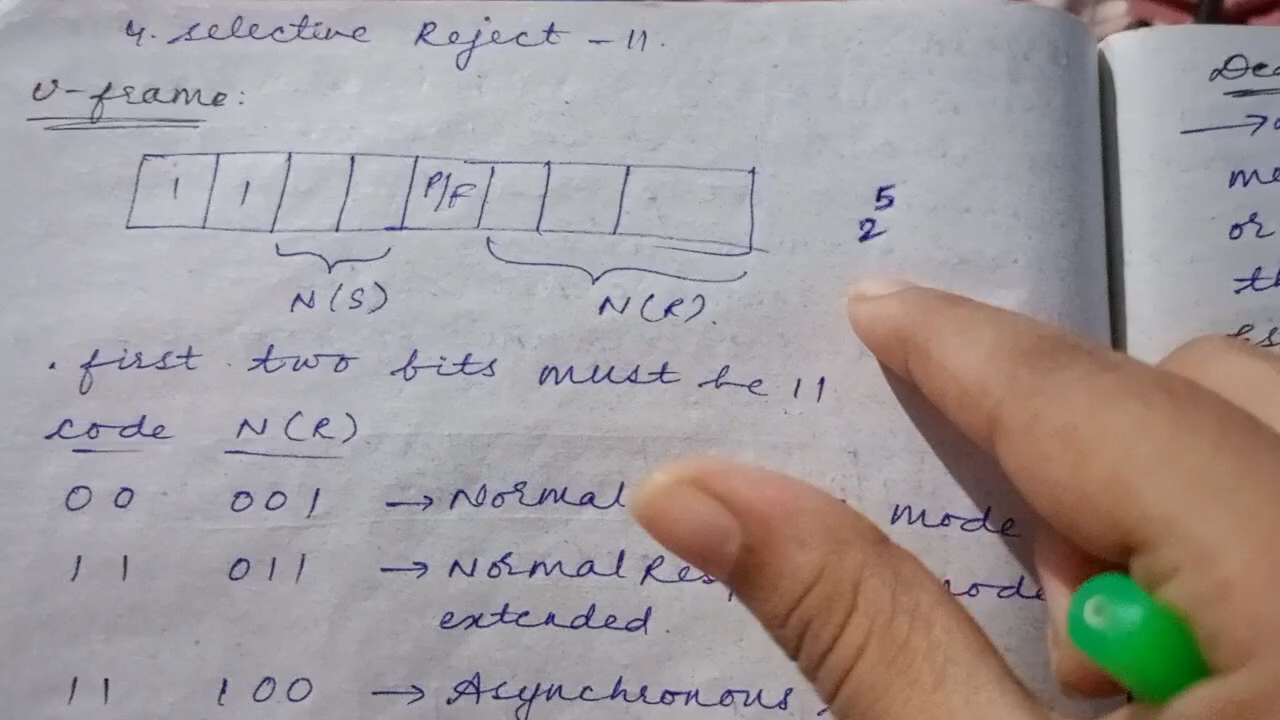 4. selective Reject - 11.
U-frame:
1 1 P/F
N(S) N(R).
2^5
. first two bits must be 11
code N(R)
00 001 → Normal mode
11 011 → Normal mode
extended.
11 100 → Asynchronous
→
or